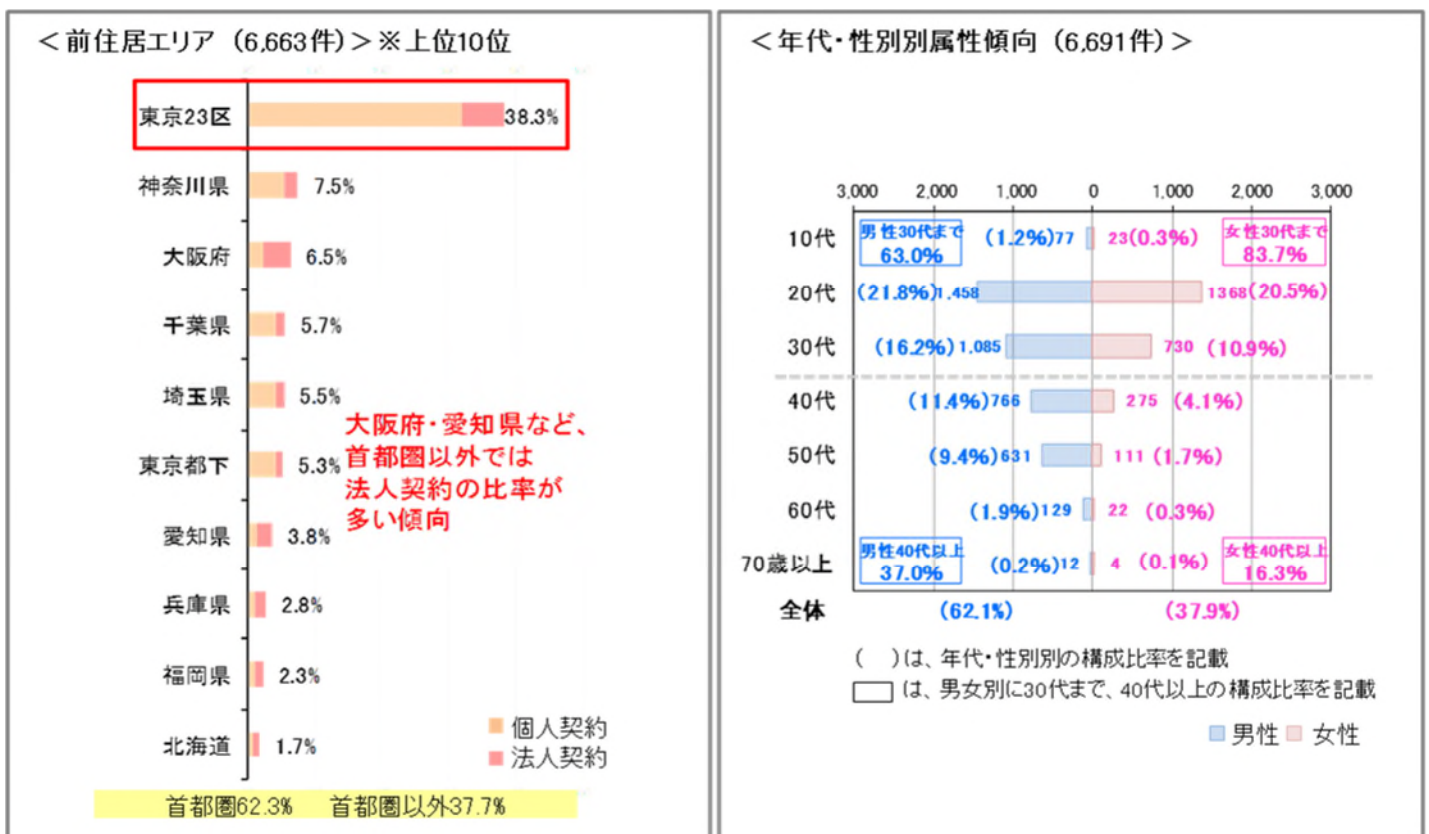 ＜前住居エリア（6,663件）＞※上位10位
東京23区 38.3%
神奈川県 7.5%
大阪府 6.5%
千葉県 5.7%
埼玉県 5.5%
東京都下 5.3%
愛知県 3.8%
兵庫県 2.8%
福岡県 2.3%
北海道 1.7%
大阪府・愛知県など、
首都圏以外では
法人契約の比率が
多い傾向
個人契約
法人契約
首都圏62.3% 首都圏以外37.7%
＜年代・性別別属性傾向（6,691件）＞
3,000 2,000 1,000 0 1,000 2,000 3,000
男性30代まで
63.0%
女性30代まで
83.7%
10代 (1.2%)77 23(0.3%)
20代 (21.8%)1,458 1368(20.5%)
30代 (16.2%)1,085 730 (10.9%)
40代 (11.4%)766 275 (4.1%)
50代 (9.4%)631 111 (1.7%)
60代 (1.9%)129 22 (0.3%)
男性40代以上
37.0%
女性40代以上
16.3%
70歳以上 (0.2%)12 4 (0.1%)
全体 (62.1%) (37.9%)
（　）は、年代・性別別の構成比率を記載
は、男女別に30代まで、40代以上の構成比率を記載
男性 女性